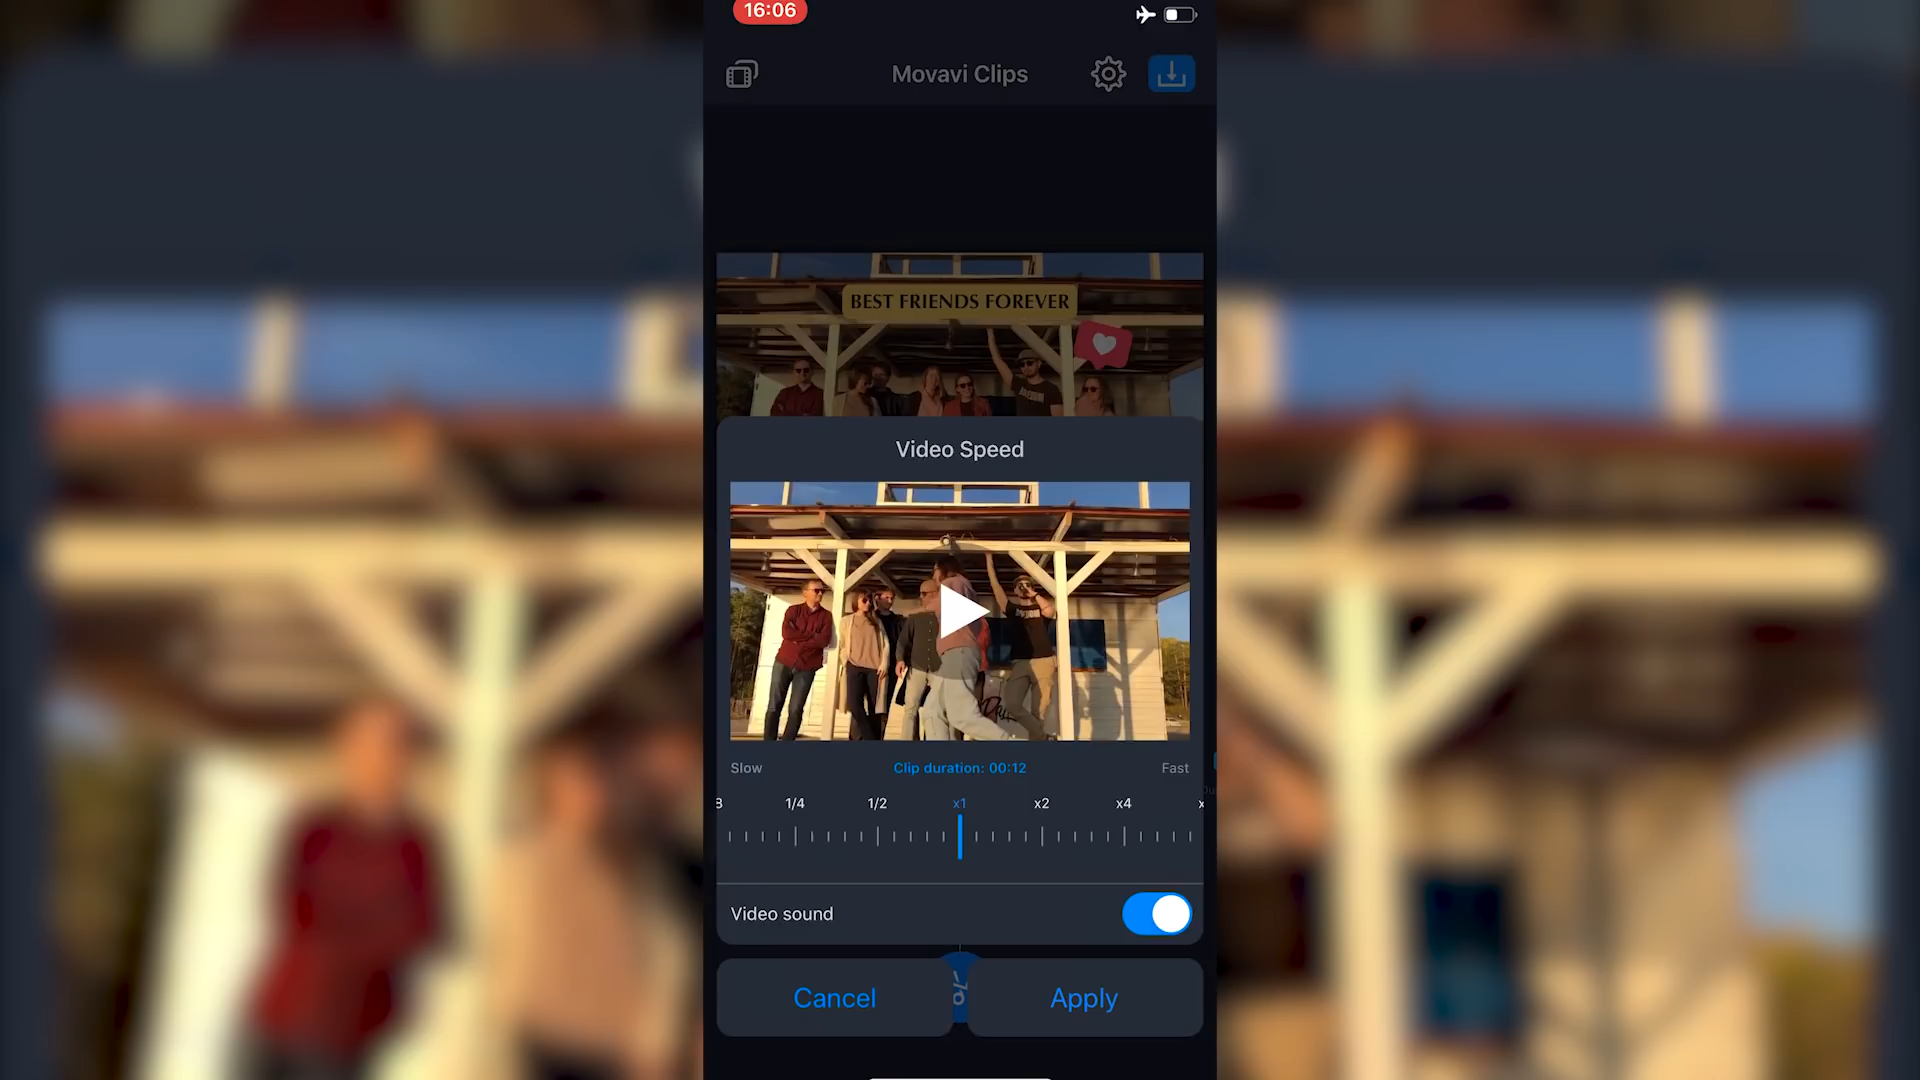 16:06
Movavi Clips
BEST FRIENDS FOREVER
Video Speed
Slow Clip duration: 00:12 Fast
8 1/4 1/2 x1 x2 x4 x
Video sound
Cancel Apply